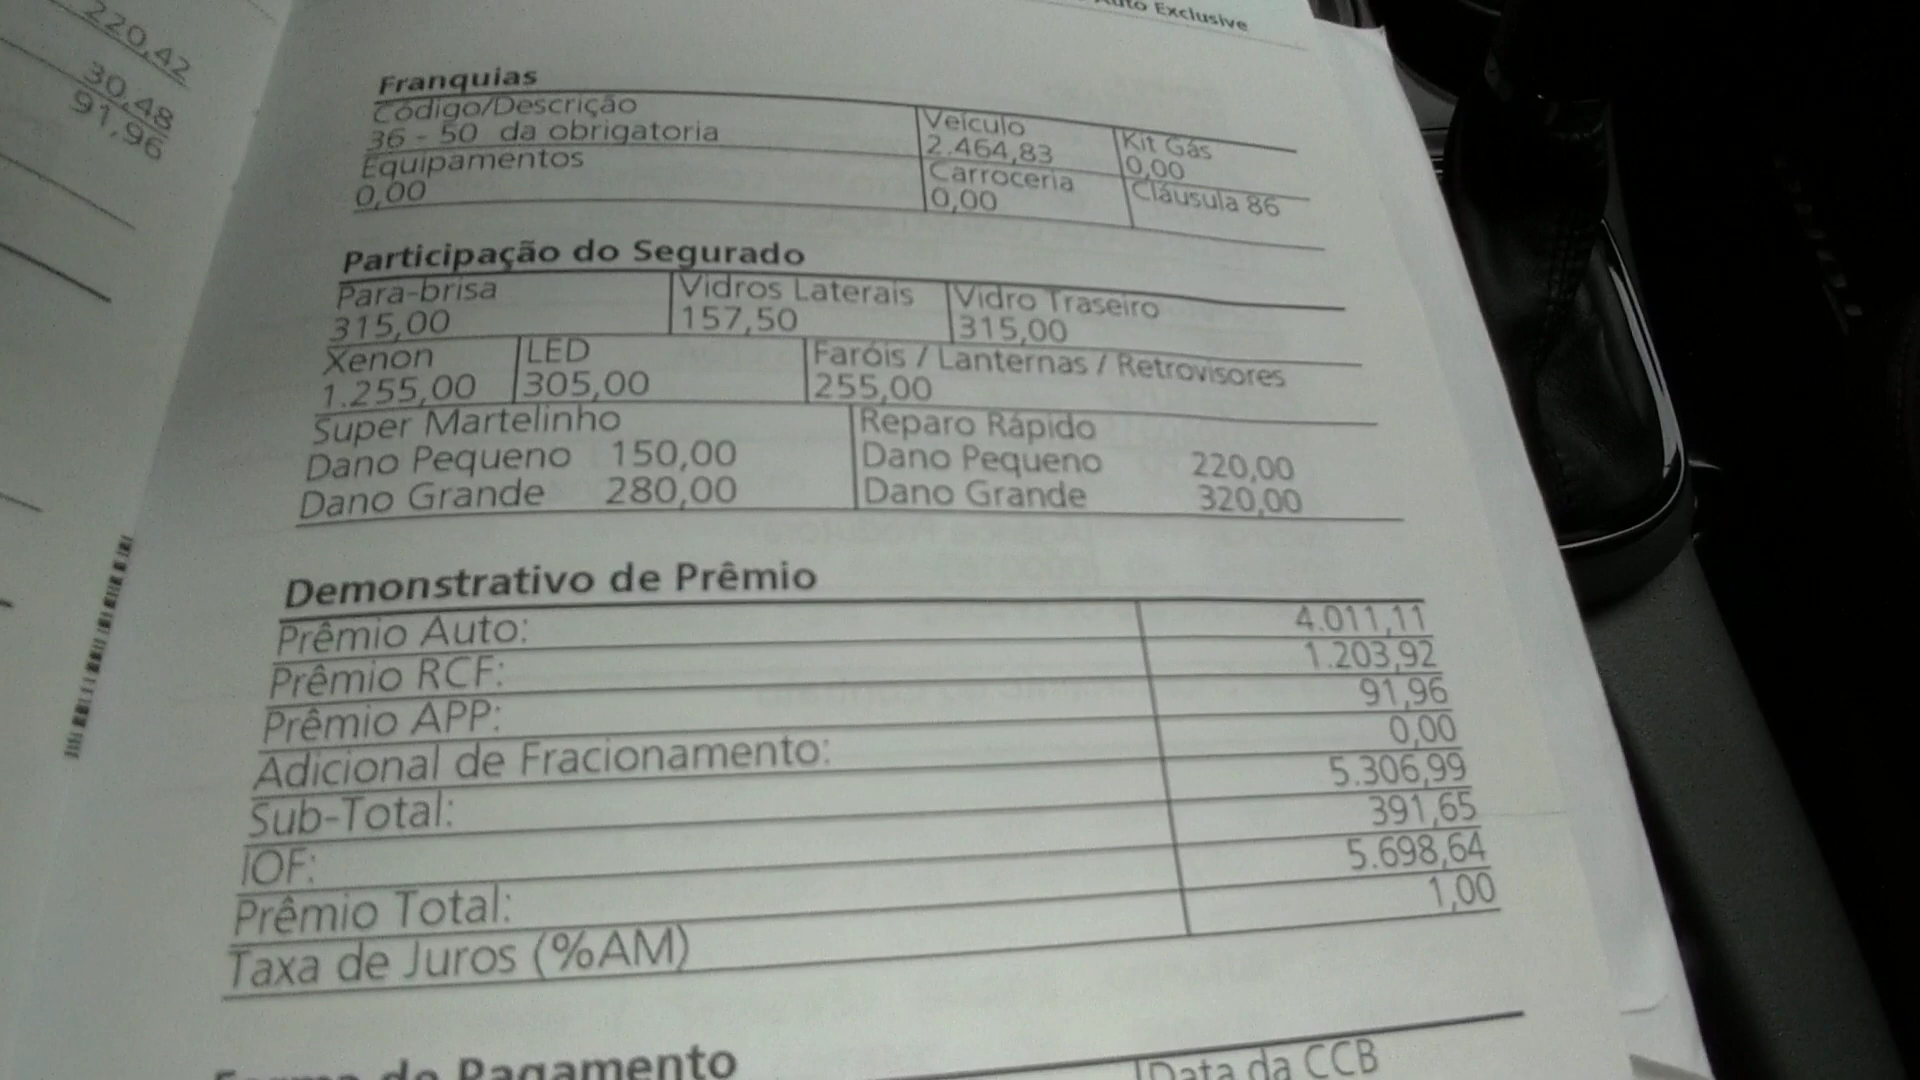 220,42
30,48
91,96
Auto Exclusive
Franquias
Código/Descrição Veículo Kit Gás
36 - 50 da obrigatoria 2.464,83 0,00
Equipamentos Carroceria Cláusula 86
0,00 0,00
Participação do Segurado
Para-brisa Vidros Laterais Vidro Traseiro
315,00 157,50 315,00
Xenon LED Faróis / Lanternas / Retrovisores
1.255,00 305,00 255,00
Super Martelinho Reparo Rápido
Dano Pequeno 150,00 Dano Pequeno 220,00
Dano Grande 280,00 Dano Grande 320,00
Demonstrativo de Prêmio
Prêmio Auto: 4.011,11
Prêmio RCF: 1.203,92
Prêmio APP: 91,96
Adicional de Fracionamento: 0,00
Sub-Total: 5.306,99
IOF: 391,65
Prêmio Total: 5.698,64
Taxa de Juros (%AM) 1,00
Forma de Pagamento Data da CCB